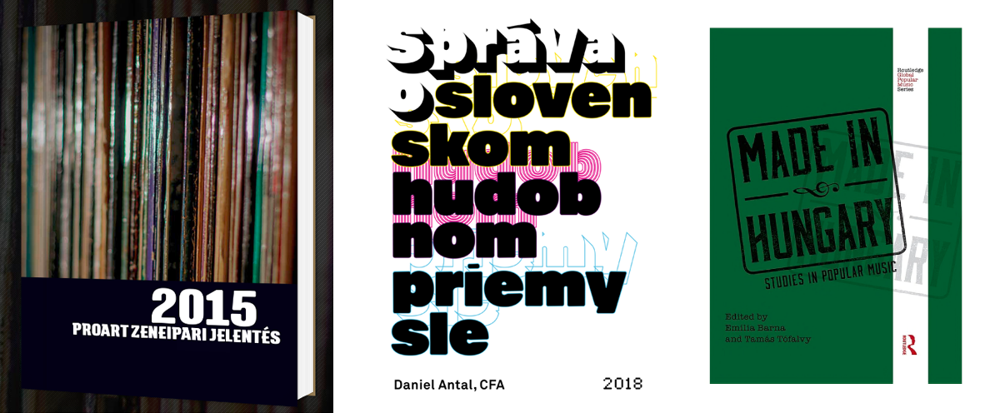 2015
PROART ZENEIPARI JELENTÉS
správa
osloven
skom
hudob
nom
priemy
sle
Daniel Antal, CFA
2018
Routledge
Global
Popular
Music
Series
MADE IN
HUNGARY
STUDIES IN POPULAR MUSIC
Edited by
Emília Barna
and Tamás Tófalvy
ROUTLEDGE